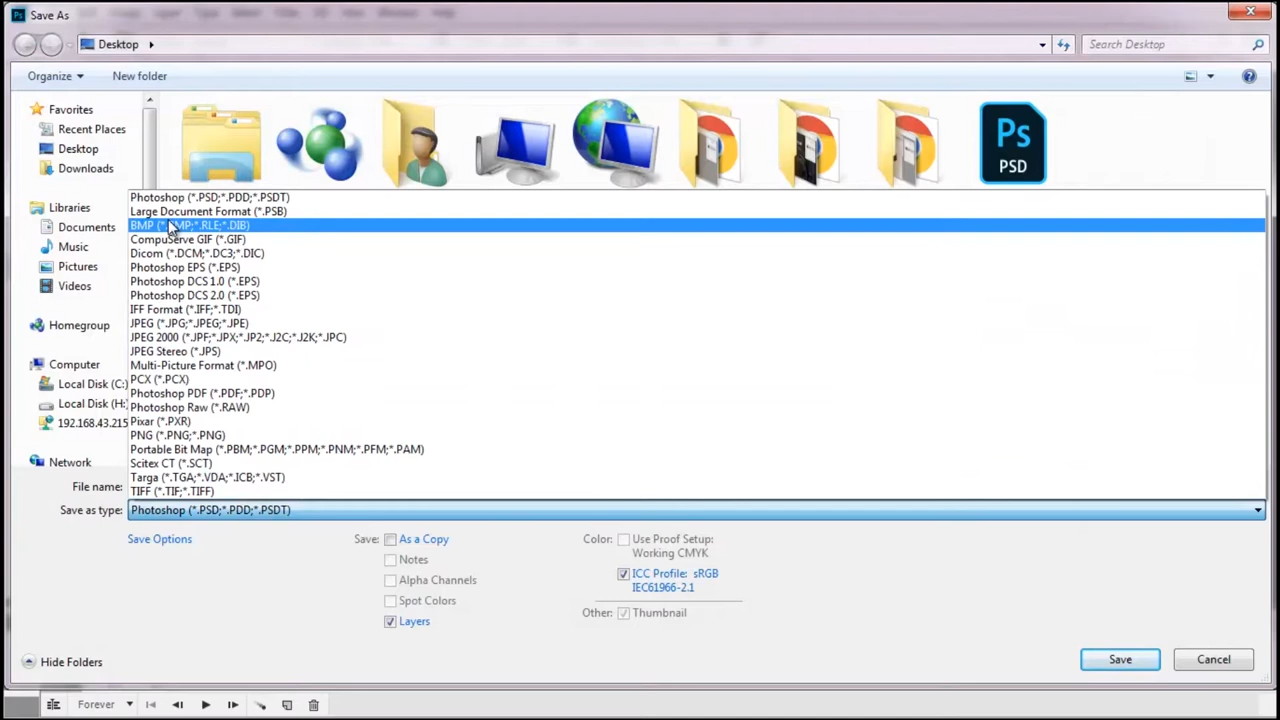 Ps Save As
Desktop
Search Desktop
Organize
New folder
Favorites
Recent Places
Desktop
Downloads
Ps
PSD
Libraries
Documents
Music
Pictures
Videos
Homegroup
Computer
Local Disk (C:)
Local Disk (H:
192.168.43.215
Network
Photoshop (*.PSD;*.PDD;*.PSDT)
Large Document Format (*.PSB)
BMP (*.BMP;*.RLE;*.DIB)
CompuServe GIF (*.GIF)
Dicom (*.DCM;*.DC3;*.DIC)
Photoshop EPS (*.EPS)
Photoshop DCS 1.0 (*.EPS)
Photoshop DCS 2.0 (*.EPS)
IFF Format (*.IFF;*.TDI)
JPEG (*.JPG;*.JPEG;*.JPE)
JPEG 2000 (*.JPF;*.JPX;*.JP2;*.J2C;*.J2K;*.JPC)
JPEG Stereo (*.JPS)
Multi-Picture Format (*.MPO)
PCX (*.PCX)
Photoshop PDF (*.PDF;*.PDP)
Photoshop Raw (*.RAW)
Pixar (*.PXR)
PNG (*.PNG;*.PNG)
Portable Bit Map (*.PBM;*.PGM;*.PPM;*.PNM;*.PFM;*.PAM)
Scitex CT (*.SCT)
Targa (*.TGA;*.VDA;*.ICB;*.VST)
TIFF (*.TIF;*.TIFF)
File name:
Save as type: Photoshop (*.PSD;*.PDD;*.PSDT)
Save Options
Save: As a Copy
Notes
Alpha Channels
Spot Colors
Layers
Color: Use Proof Setup:
Working CMYK
ICC Profile: sRGB
IEC61966-2.1
Other: Thumbnail
Hide Folders
Save
Cancel
Forever